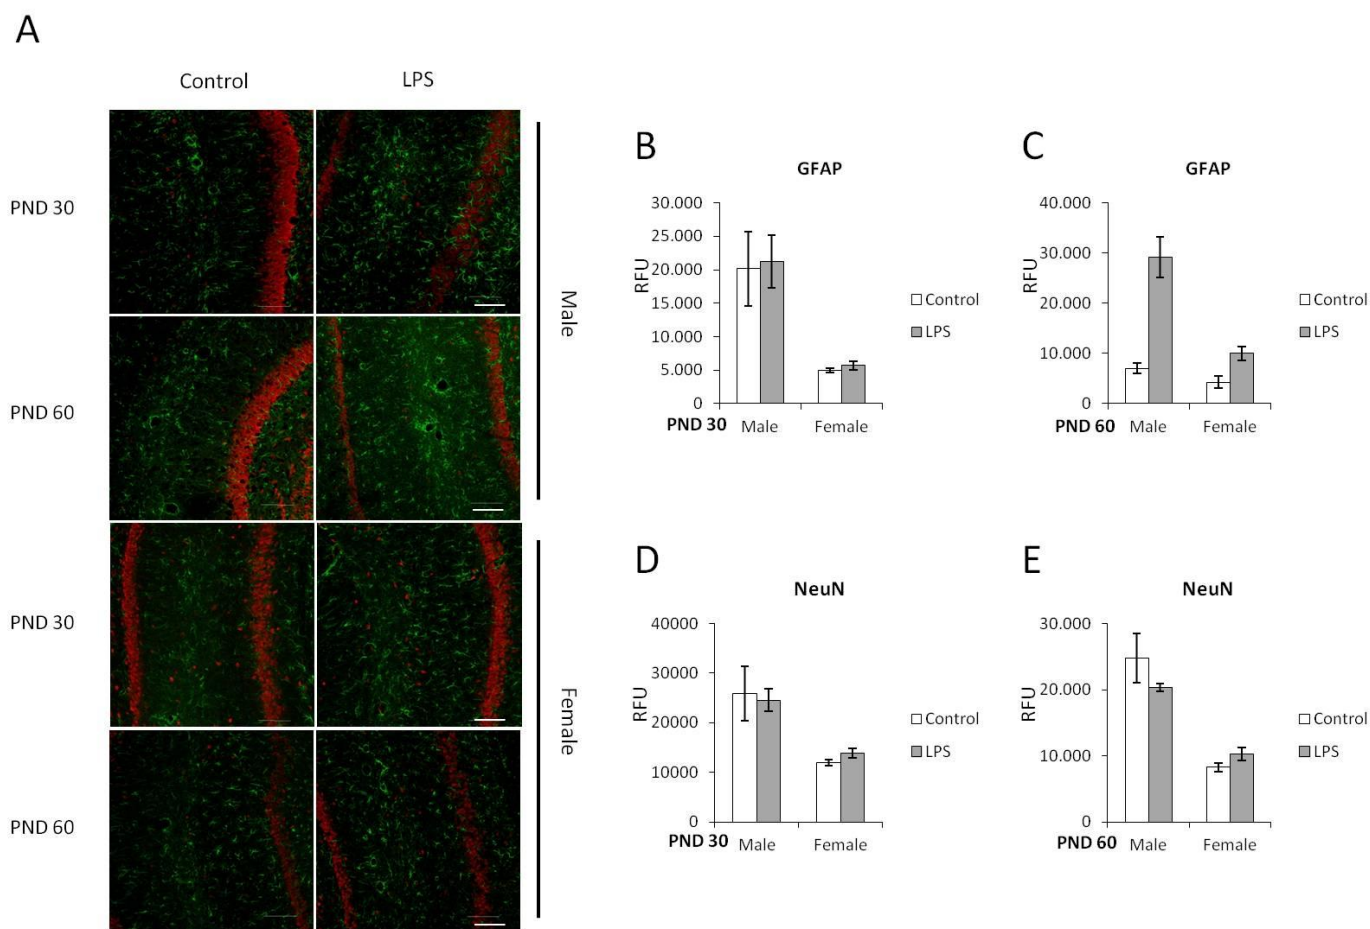 A
Control
LPS
PND 30
PND 60
PND 30
PND 60
Male
Female
B
GFAP
30.000
25.000
20.000
15.000
10.000
5.000
0
RFU
PND 30
Male
Female
Control
LPS
C
GFAP
40.000
30.000
20.000
10.000
0
RFU
PND 60
Male
Female
Control
LPS
D
NeuN
40000
30000
20000
10000
0
RFU
PND 30
Male
Female
Control
LPS
E
NeuN
30.000
20.000
10.000
0
RFU
PND 60
Male
Female
Control
LPS